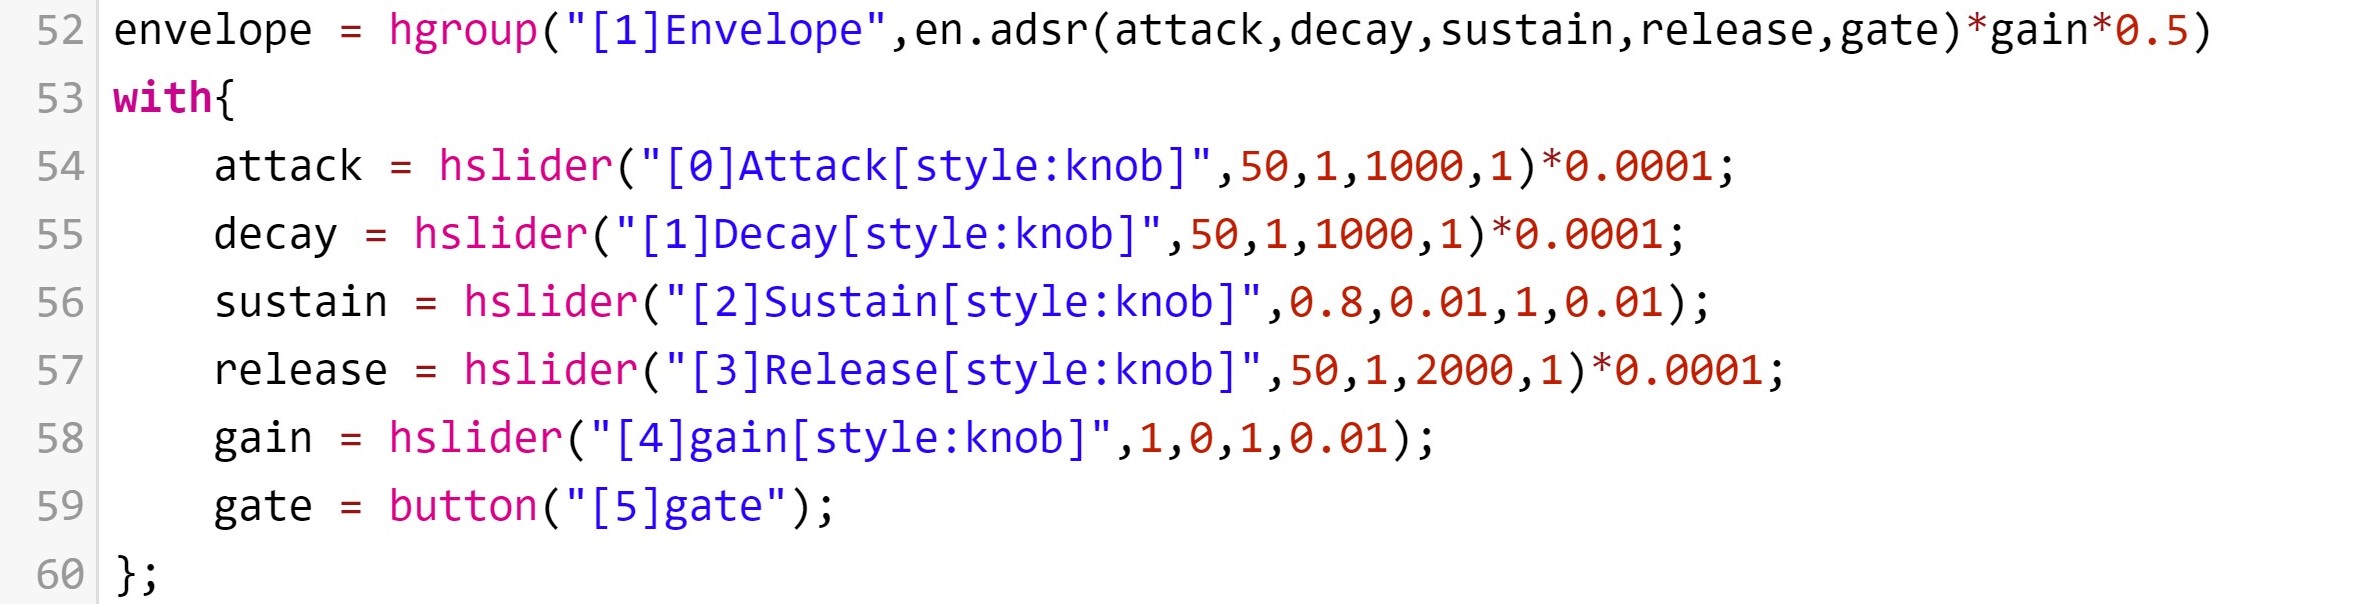 52 envelope = hgroup("[1]Envelope",en.adsr(attack,decay,sustain,release,gate)*gain*0.5)
53 with{
54     attack = hslider("[0]Attack[style:knob]",50,1,1000,1)*0.0001;
55     decay = hslider("[1]Decay[style:knob]",50,1,1000,1)*0.0001;
56     sustain = hslider("[2]Sustain[style:knob]",0.8,0.01,1,0.01);
57     release = hslider("[3]Release[style:knob]",50,1,2000,1)*0.0001;
58     gain = hslider("[4]gain[style:knob]",1,0,1,0.01);
59     gate = button("[5]gate");
60 };